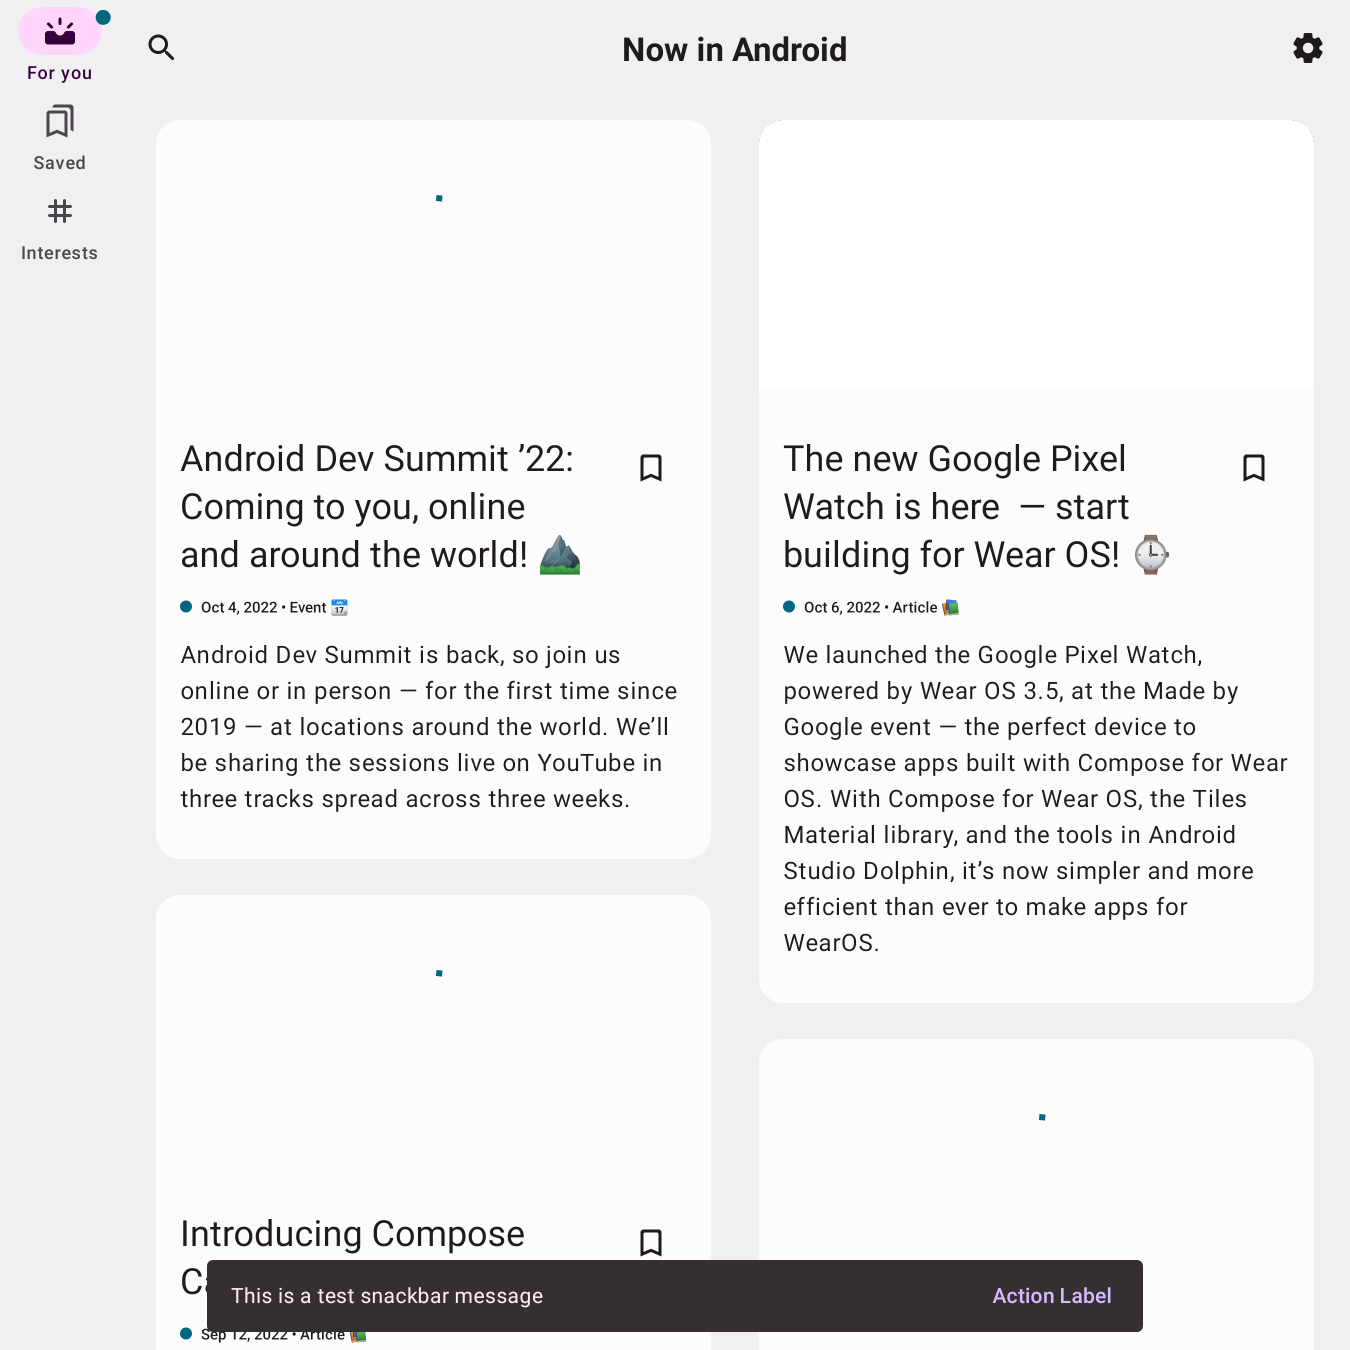 For you
Saved
Interests
Now in Android
Android Dev Summit ’22:
Coming to you, online
and around the world! ⛰️
Oct 4, 2022 • Event 📅
Android Dev Summit is back, so join us
online or in person — for the first time since
2019 — at locations around the world. We’ll
be sharing the sessions live on YouTube in
three tracks spread across three weeks.
The new Google Pixel
Watch is here — start
building for Wear OS! ⌚
Oct 6, 2022 • Article 📚
We launched the Google Pixel Watch,
powered by Wear OS 3.5, at the Made by
Google event — the perfect device to
showcase apps built with Compose for Wear
OS. With Compose for Wear OS, the Tiles
Material library, and the tools in Android
Studio Dolphin, it’s now simpler and more
efficient than ever to make apps for
WearOS.
Introducing Compose
Sep 12, 2022 • Article 📚
This is a test snackbar message
Action Label